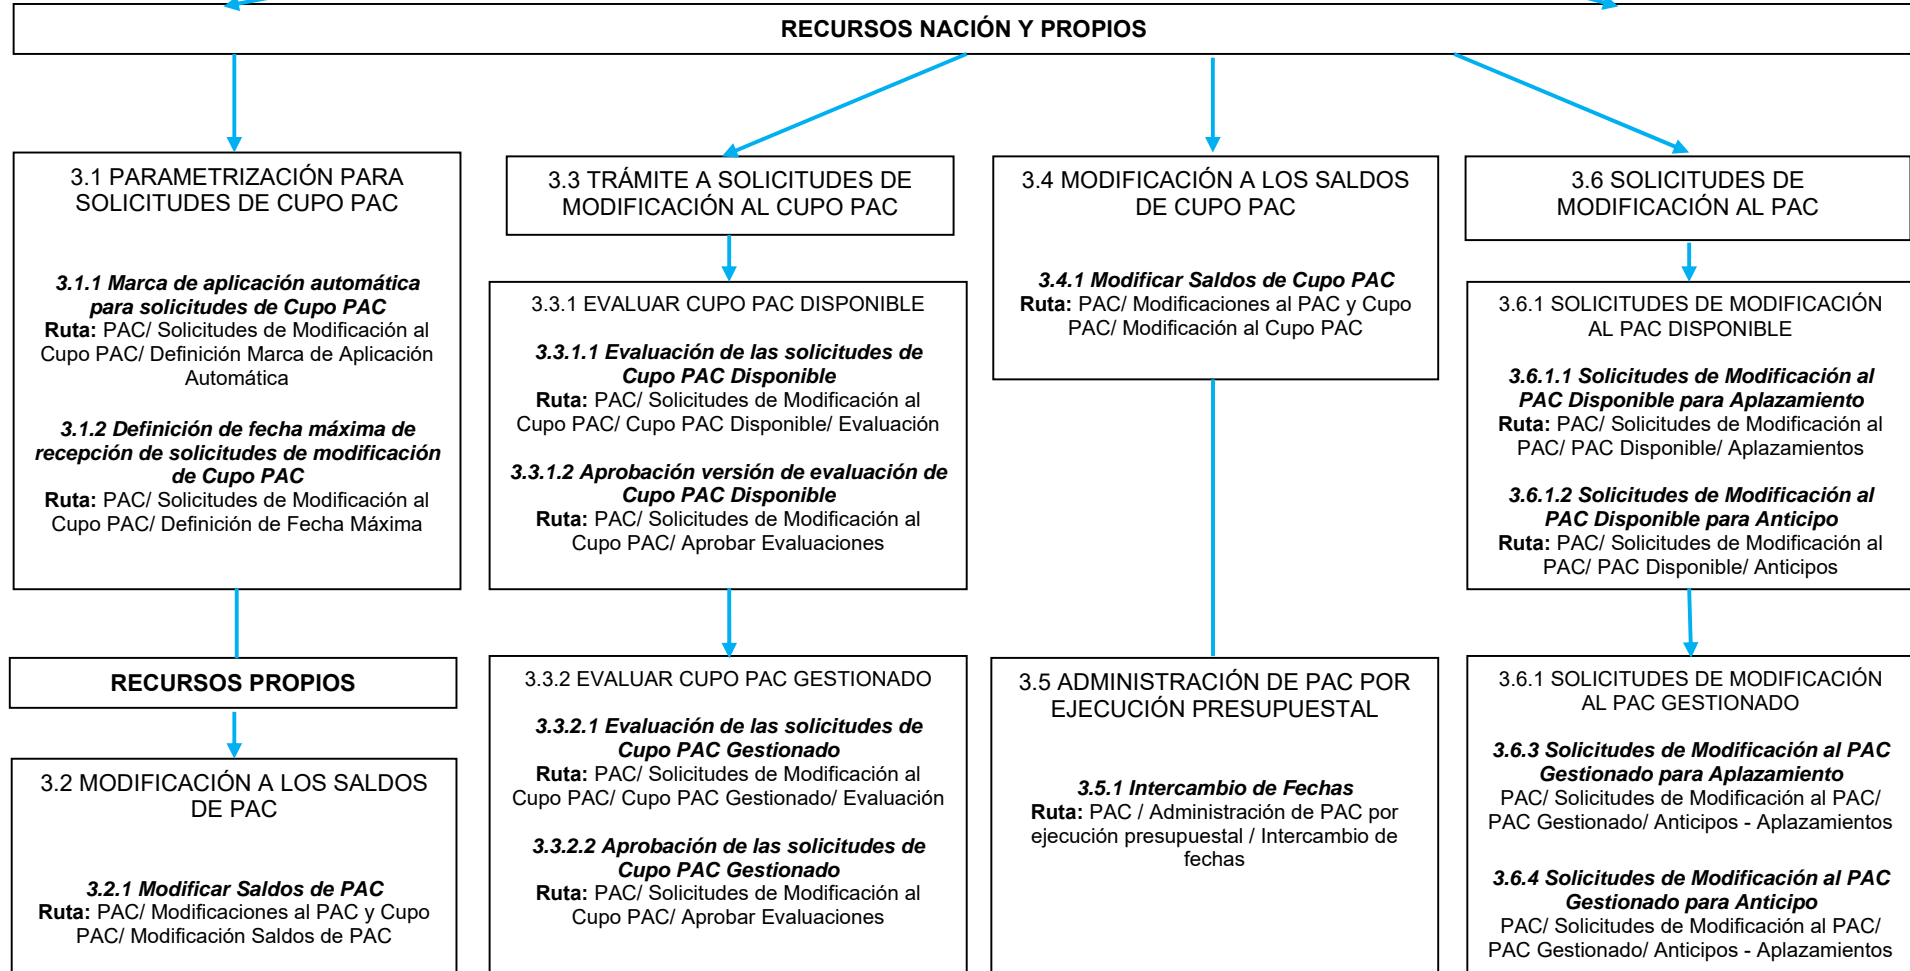 RECURSOS NACIÓN Y PROPIOS
3.1 PARAMETRIZACIÓN PARA
SOLICITUDES DE CUPO PAC
3.1.1 Marca de aplicación automática
para solicitudes de Cupo PAC
Ruta: PAC/ Solicitudes de Modificación al
Cupo PAC/ Definición Marca de Aplicación
Automática
3.1.2 Definición de fecha máxima de
recepción de solicitudes de modificación
de Cupo PAC
Ruta: PAC/ Solicitudes de Modificación al
Cupo PAC/ Definición de Fecha Máxima
RECURSOS PROPIOS
3.2 MODIFICACIÓN A LOS SALDOS
DE PAC
3.2.1 Modificar Saldos de PAC
Ruta: PAC/ Modificaciones al PAC y Cupo
PAC/ Modificación Saldos de PAC
3.3 TRÁMITE A SOLICITUDES DE
MODIFICACIÓN AL CUPO PAC
3.3.1 EVALUAR CUPO PAC DISPONIBLE
3.3.1.1 Evaluación de las solicitudes de
Cupo PAC Disponible
Ruta: PAC/ Solicitudes de Modificación al
Cupo PAC/ Cupo PAC Disponible/ Evaluación
3.3.1.2 Aprobación versión de evaluación de
Cupo PAC Disponible
Ruta: PAC/ Solicitudes de Modificación al
Cupo PAC/ Aprobar Evaluaciones
3.3.2 EVALUAR CUPO PAC GESTIONADO
3.3.2.1 Evaluación de las solicitudes de
Cupo PAC Gestionado
Ruta: PAC/ Solicitudes de Modificación al
Cupo PAC/ Cupo PAC Gestionado/ Evaluación
3.3.2.2 Aprobación de las solicitudes de
Cupo PAC Gestionado
Ruta: PAC/ Solicitudes de Modificación al
Cupo PAC/ Aprobar Evaluaciones
3.4 MODIFICACIÓN A LOS SALDOS
DE CUPO PAC
3.4.1 Modificar Saldos de Cupo PAC
Ruta: PAC/ Modificaciones al PAC y Cupo
PAC/ Modificación al Cupo PAC
3.5 ADMINISTRACIÓN DE PAC POR
EJECUCIÓN PRESUPUESTAL
3.5.1 Intercambio de Fechas
Ruta: PAC / Administración de PAC por
ejecución presupuestal / Intercambio de
fechas
3.6 SOLICITUDES DE
MODIFICACIÓN AL PAC
3.6.1 SOLICITUDES DE MODIFICACIÓN
AL PAC DISPONIBLE
3.6.1.1 Solicitudes de Modificación al
PAC Disponible para Aplazamiento
Ruta: PAC/ Solicitudes de Modificación al
PAC/ PAC Disponible/ Aplazamientos
3.6.1.2 Solicitudes de Modificación al
PAC Disponible para Anticipo
Ruta: PAC/ Solicitudes de Modificación al
PAC/ PAC Disponible/ Anticipos
3.6.1 SOLICITUDES DE MODIFICACIÓN
AL PAC GESTIONADO
3.6.3 Solicitudes de Modificación al PAC
Gestionado para Aplazamiento
PAC/ Solicitudes de Modificación al PAC/
PAC Gestionado/ Anticipos - Aplazamientos
3.6.4 Solicitudes de Modificación al PAC
Gestionado para Anticipo
PAC/ Solicitudes de Modificación al PAC/
PAC Gestionado/ Anticipos - Aplazamientos